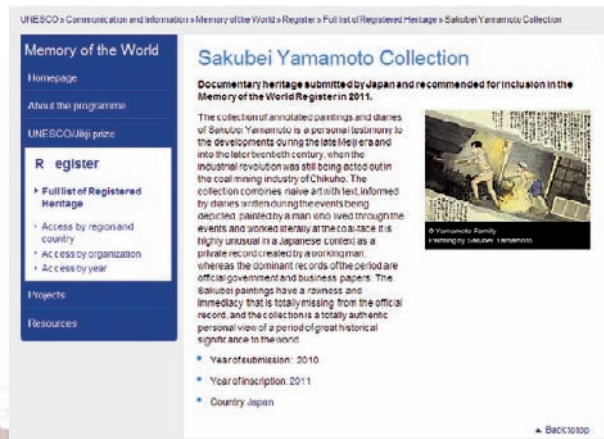 UNESCO » Communication and Information » Memory of the World » Register » Full list of Registered Heritage » Sakubei Yamamoto Collection
Memory of the World
Homepage
About the programme
UNESCO/Jikji prize
Register
Full list of Registered
Heritage
Access by region and
country
Access by organization
Access by year
Projects
Resources
Sakubei Yamamoto Collection
Documentary heritage submitted by Japan and recommended for inclusion in the
Memory of the World Register in 2011.
The collection of annotated paintings and diaries
of Sakubei Yamamoto is a personal testimony to
the developments during the late Meiji era and
into the later twentieth century, when the
industrial revolution was still being acted out in
the coal mining industry of Chikuho. The
collection combines naive art with text, informed
by diaries written during the events being
depicted, painted by a man who lived through the
events and worked literally at the coal-face. It is
highly unusual in a Japanese context as a
private record created by a working man,
whereas the dominant records of the period are
official government and business papers. The
Sakubei paintings have a rawness and
immediacy that is totally missing from the official
record, and the collection is a totally authentic
personal view of a period of great historical
significance to the world.
Year of submission: 2010
Year of inscription: 2011
Country: Japan
© Yamamoto Family
Painting by Sakubei Yamamoto
Back to top